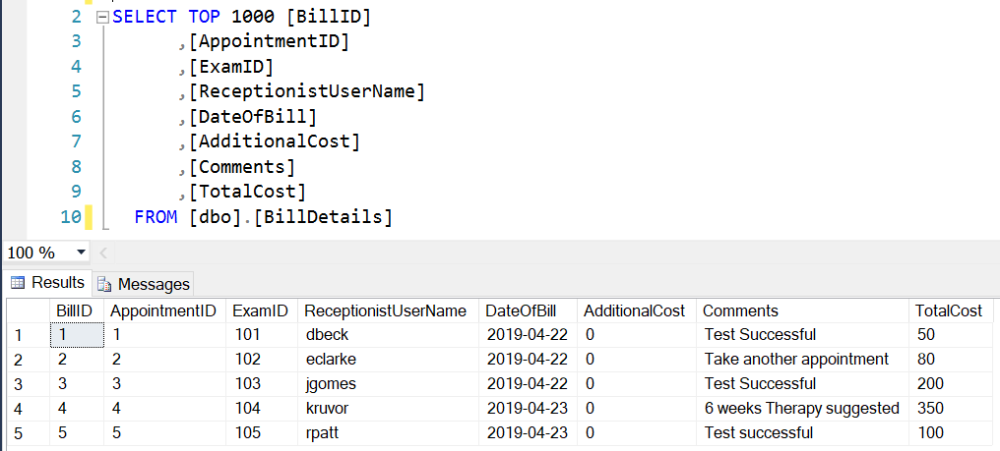 2 SELECT TOP 1000 [BillID]
3 ,[AppointmentID]
4 ,[ExamID]
5 ,[ReceptionistUserName]
6 ,[DateOfBill]
7 ,[AdditionalCost]
8 ,[Comments]
9 ,[TotalCost]
10 FROM [dbo].[BillDetails]
100 %
Results Messages
BillID AppointmentID ExamID ReceptionistUserName DateOfBill AdditionalCost Comments TotalCost
1 1 1 101 dbeck 2019-04-22 0 Test Successful 50
2 2 2 102 eclarke 2019-04-22 0 Take another appointment 80
3 3 3 103 jgomes 2019-04-22 0 Test Successful 200
4 4 4 104 kruvor 2019-04-23 0 6 weeks Therapy suggested 350
5 5 5 105 rpatt 2019-04-23 0 Test successful 100